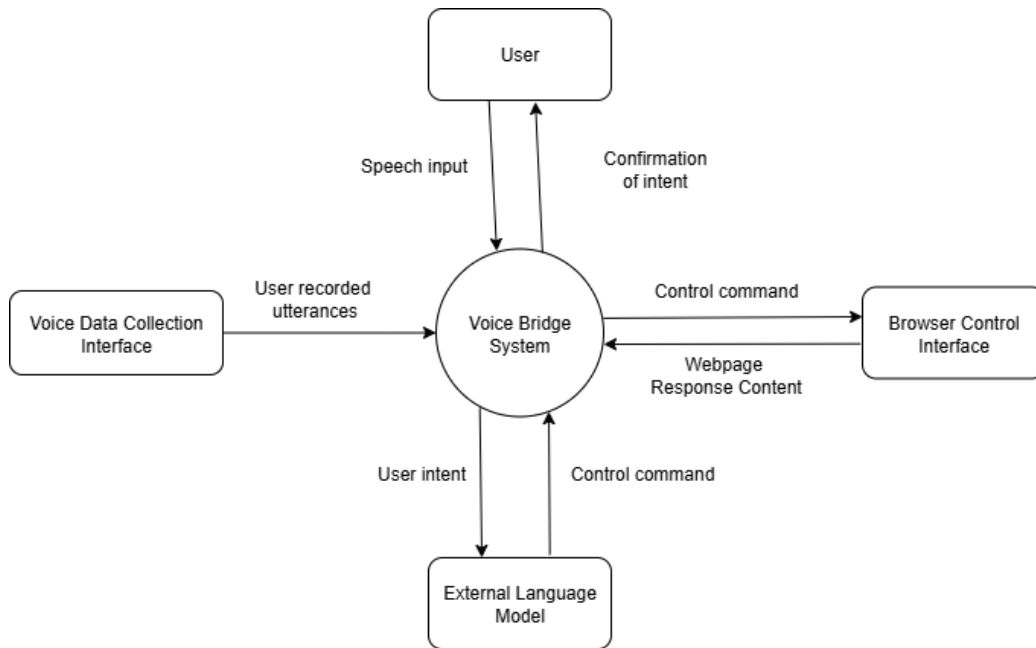 User
Speech input
Confirmation
of intent
User recorded
utterances
Control command
Voice Data Collection
Interface
Voice Bridge
System
Browser Control
Interface
Webpage
Response Content
User intent
Control command
External Language
Model